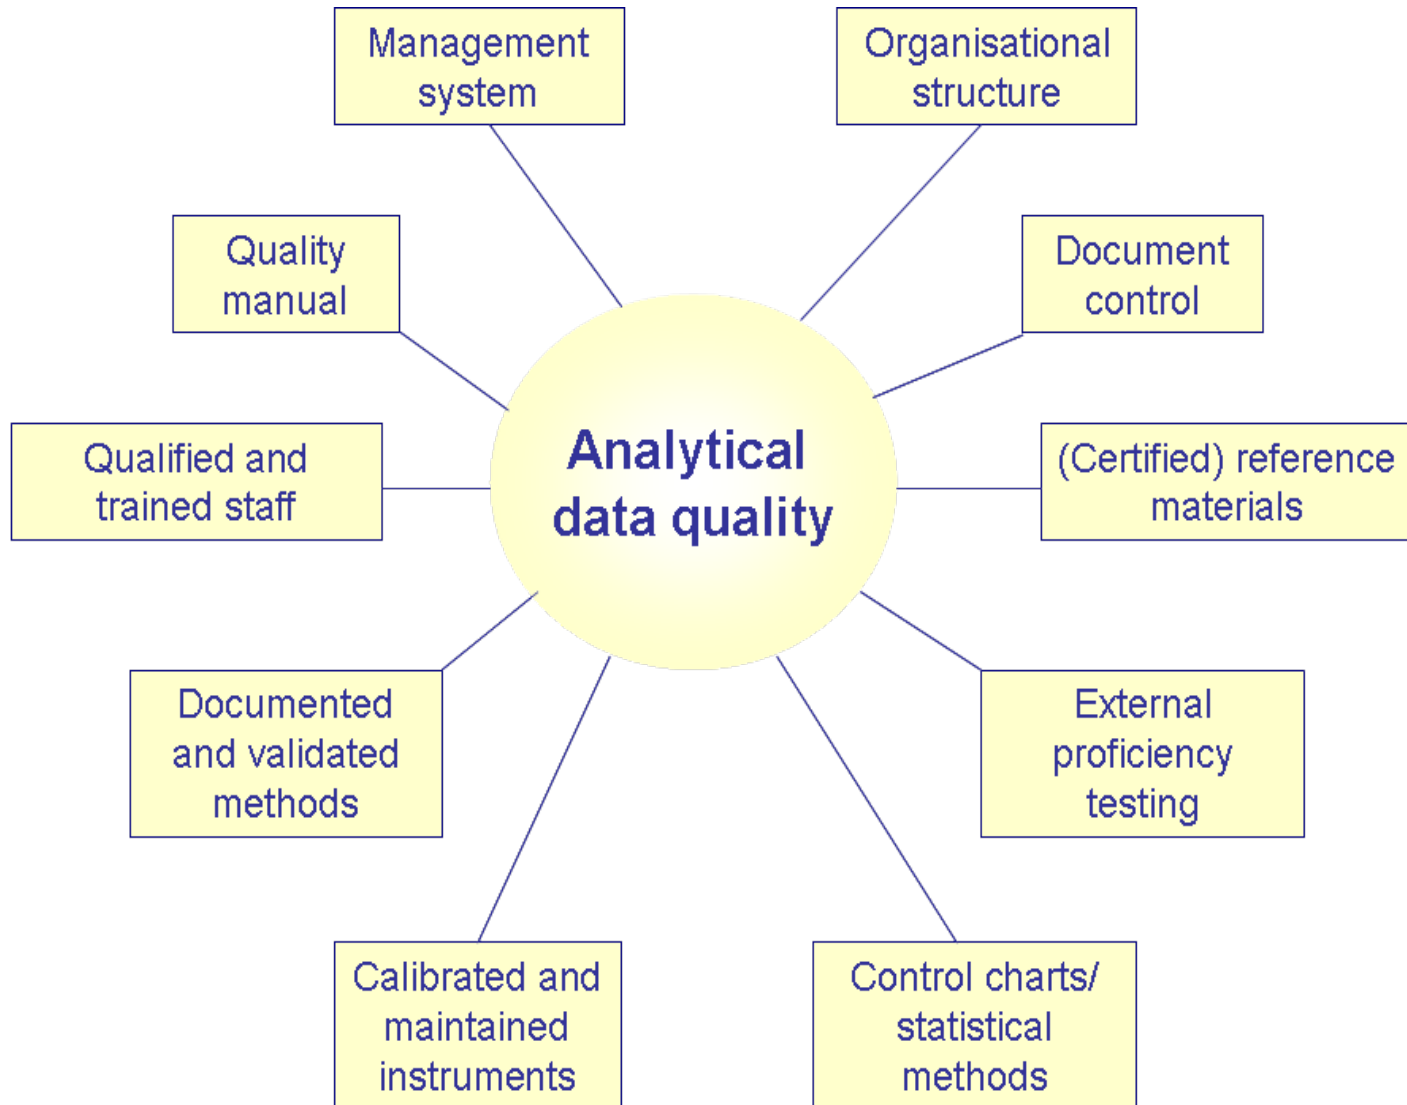 Management
system
Organisational
structure
Quality
manual
Document
control
Analytical
data quality
Qualified and
trained staff
(Certified) reference
materials
Documented
and validated
methods
External
proficiency
testing
Calibrated and
maintained
instruments
Control charts/
statistical
methods